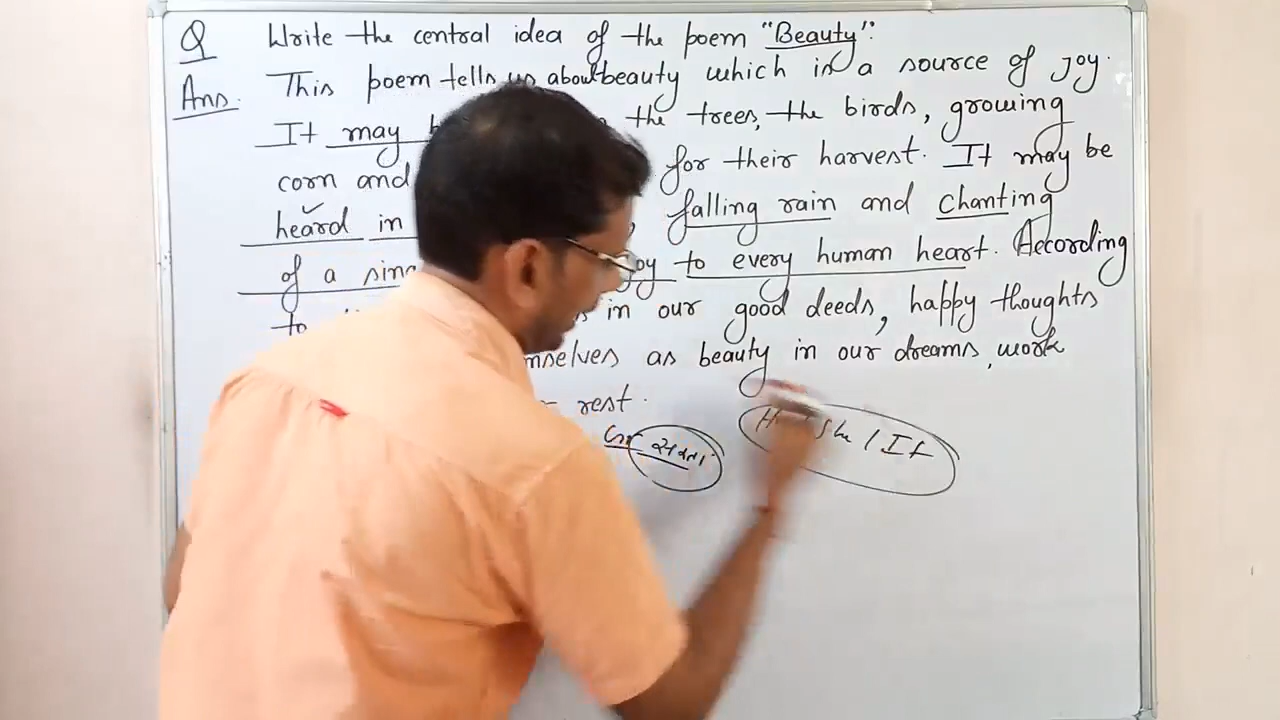 Q Write the central idea of the poem "Beauty".
Ans. This poem tells us about beauty which is a source of joy.
It may the trees, the birds, growing
corn and for their harvest. It may be
heard in falling rain and chanting
of a joy to every human heart. According
to in our good deeds, happy thoughts
as beauty in our dreams, work
rest.
She / It